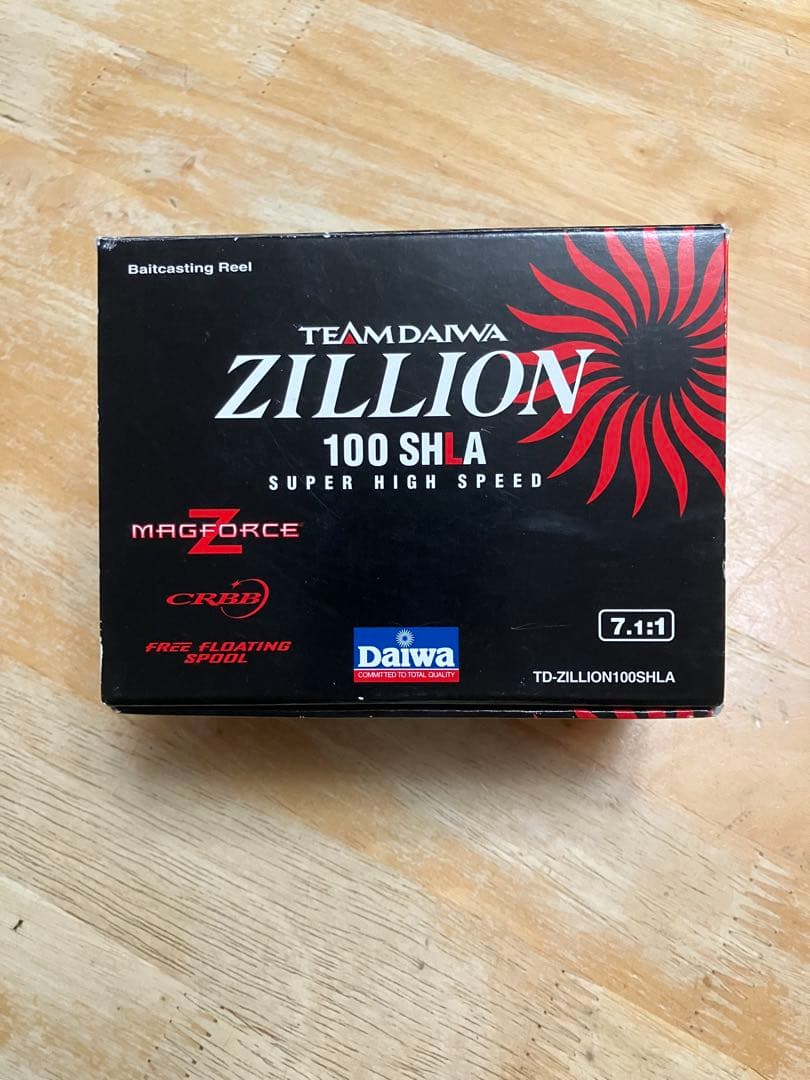 Baitcasting Reel
TEAM DAIWA
ZILLION
100 SHLA
SUPER HIGH SPEED
MAGFORCE
Z
CRBB
FREE FLOATING
SPOOL
Daiwa
COMMITTED TO TOTAL QUALITY
7.1:1
TD-ZILLION100SHLA